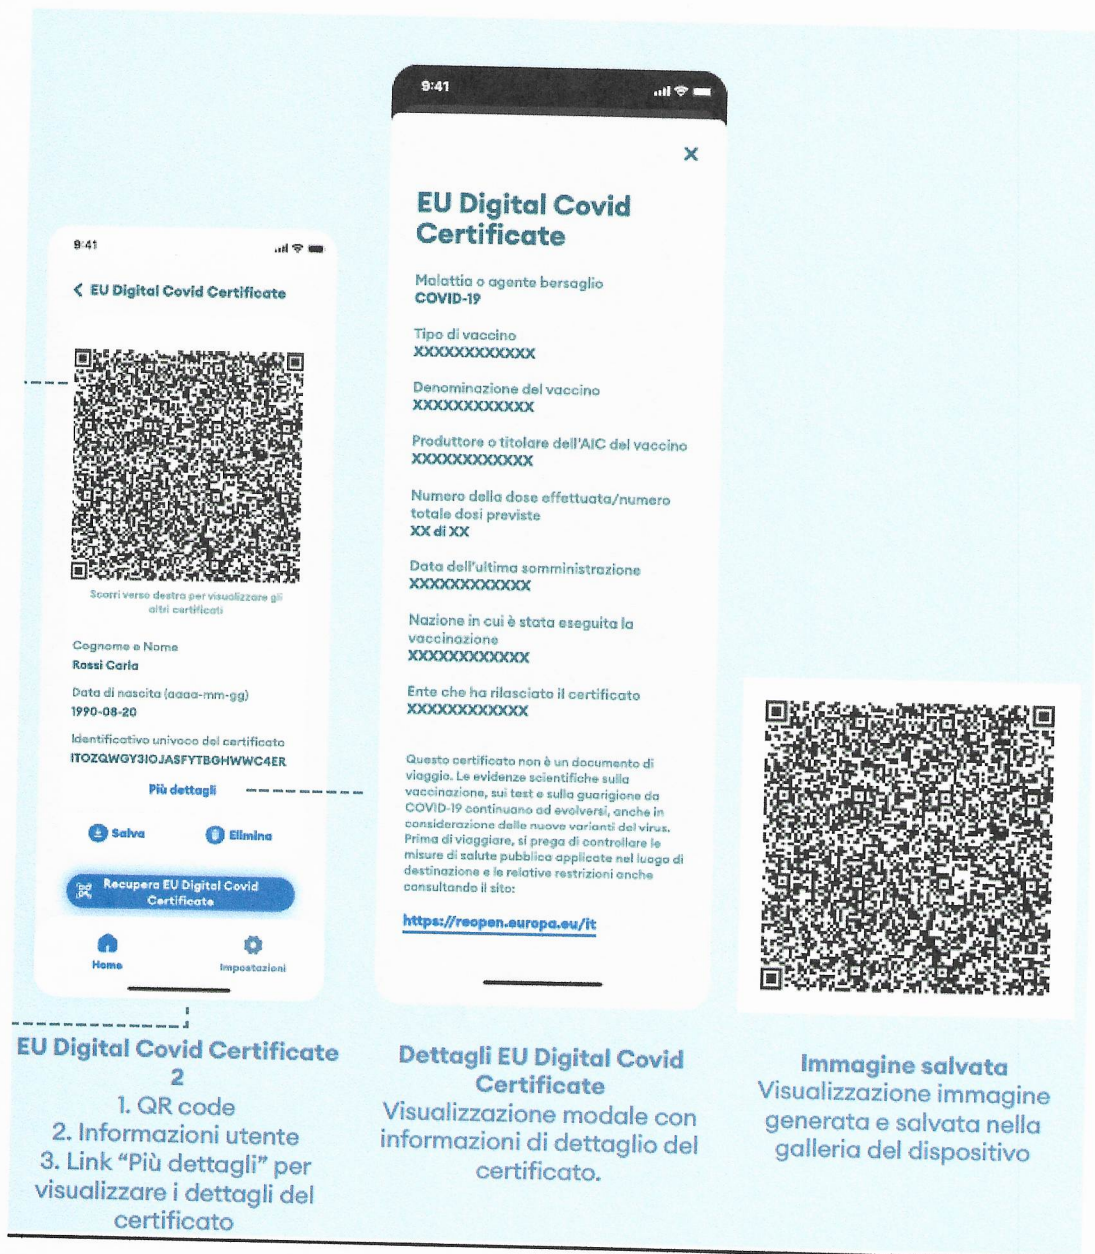 9:41
EU Digital Covid Certificate
Scorri verso destra per visualizzare gli
altri certificati
Cognome e Nome
Rossi Carla
Data di nascita (aaaa-mm-gg)
1990-08-20
Identificativo univoco del certificato
ITOZQWGY3IOJASFYTBGHWWC4ER
Più dettagli
Salva
Elimina
Recupera EU Digital Covid
Certificate
Home
Impostazioni
EU Digital Covid Certificate
2
1. QR code
2. Informazioni utente
3. Link “Più dettagli” per
visualizzare i dettagli del
certificato
9:41
EU Digital Covid
Certificate
Malattia o agente bersaglio
COVID-19
Tipo di vaccino
XXXXXXXXXXXX
Denominazione del vaccino
XXXXXXXXXXXX
Produttore o titolare dell'AIC del vaccino
XXXXXXXXXXXX
Numero della dose effettuata/numero
totale dosi previste
XX di XX
Data dell'ultima somministrazione
XXXXXXXXXXXX
Nazione in cui è stata eseguita la
vaccinazione
XXXXXXXXXXXX
Ente che ha rilasciato il certificato
XXXXXXXXXXXX
Questo certificato non è un documento di
viaggio. Le evidenze scientifiche sulla
vaccinazione, sui test e sulla guarigione da
COVID-19 continuano ad evolversi, anche in
considerazione delle nuove varianti del virus.
Prima di viaggiare, si prega di controllare le
misure di salute pubblica applicate nel luogo di
destinazione e le relative restrizioni anche
consultando il sito:
https://reopen.europa.eu/it
Dettagli EU Digital Covid
Certificate
Visualizzazione modale con
informazioni di dettaglio del
certificato.
Immagine salvata
Visualizzazione immagine
generata e salvata nella
galleria del dispositivo